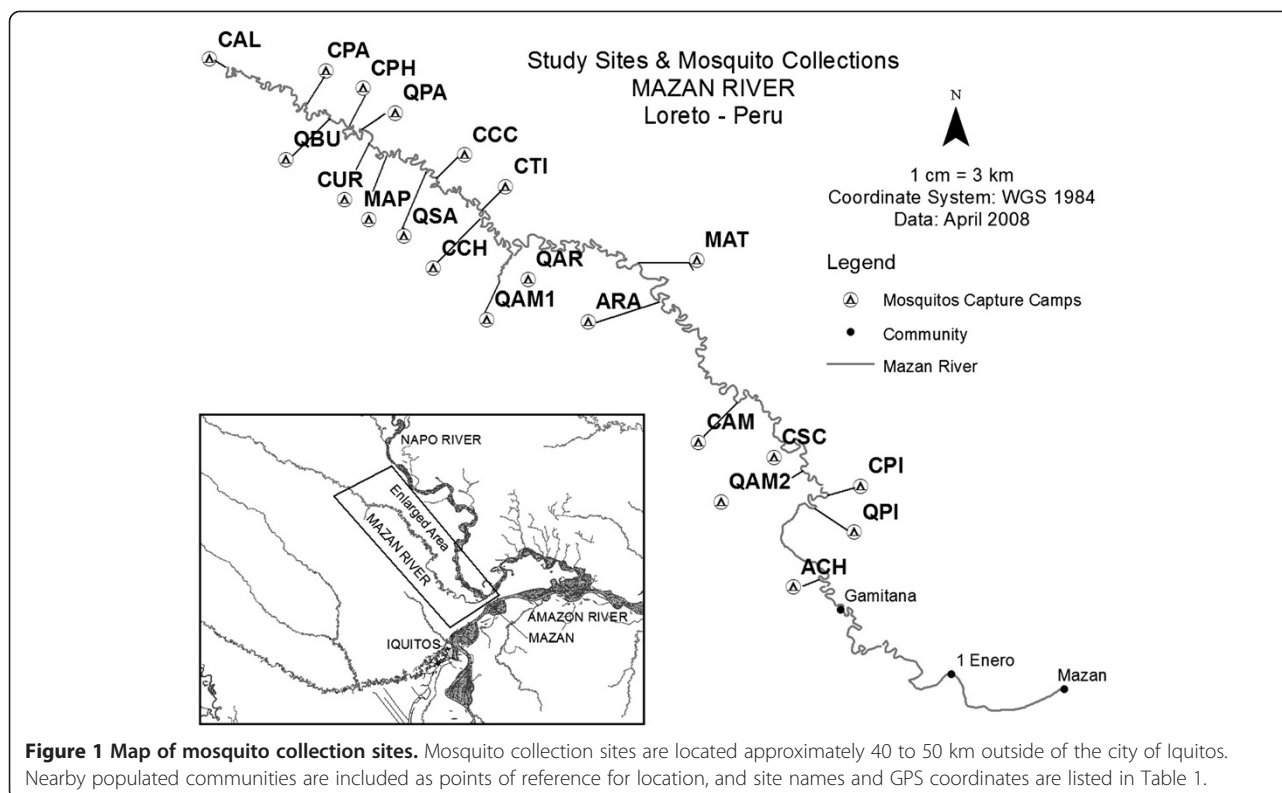 CAL
CPA
CPH
QPA
QBU
CCC
CUR
CTI
MAP
QSA
CCH
QAR
MAT
QAM1
ARA
CAM
CSC
QAM2
CPI
QPI
ACH
Gamitana
1 Enero
Mazan
Study Sites & Mosquito Collections
MAZAN RIVER
Loreto - Peru
N
1 cm = 3 km
Coordinate System: WGS 1984
Data: April 2008
Legend
Mosquitos Capture Camps
Community
Mazan River
NAPO RIVER
Enlarged Area
MAZAN RIVER
AMAZON RIVER
MAZAN
IQUITOS
Figure 1 Map of mosquito collection sites. Mosquito collection sites are located approximately 40 to 50 km outside of the city of Iquitos.
Nearby populated communities are included as points of reference for location, and site names and GPS coordinates are listed in Table 1.